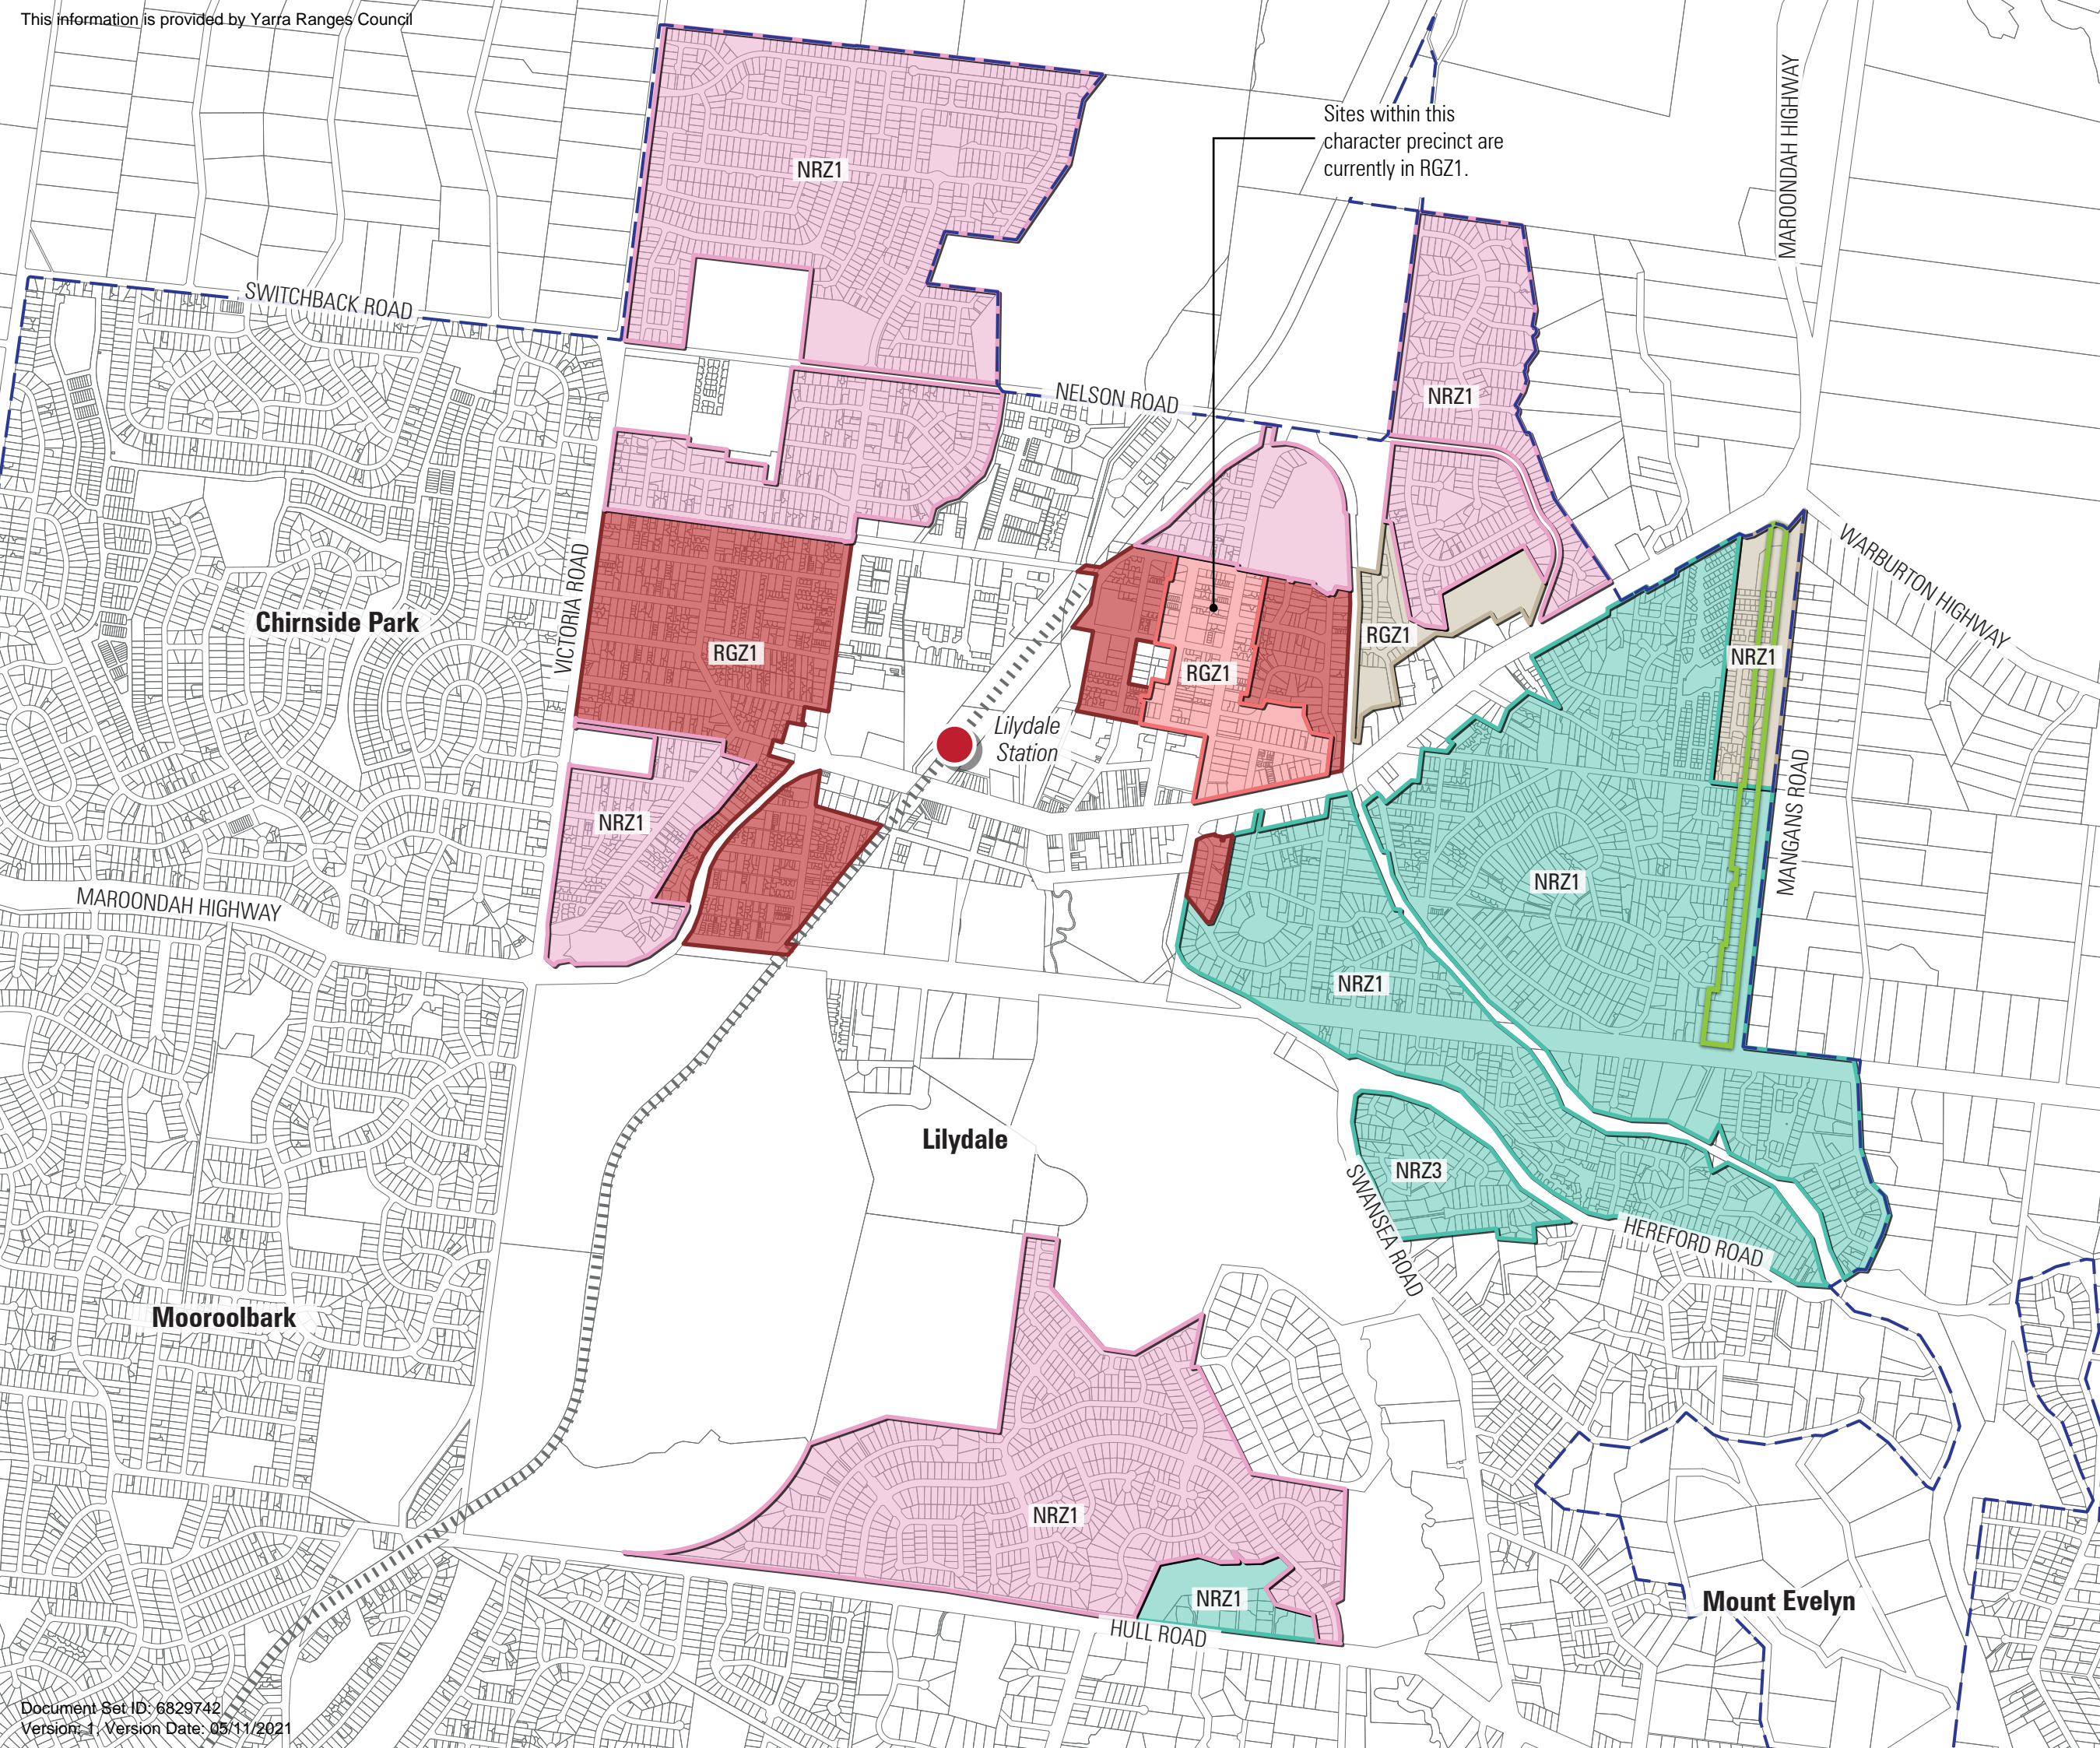 This information is provided by Yarra Ranges Council
MAROONDAH HIGHWAY
Sites within this
character precinct are
currently in RGZ1.
NRZ1
SWITCHBACK ROAD
NELSON ROAD
NRZ1
WARBURTON HIGHWAY
VICTORIA ROAD
Chirnside Park
RGZ1
RGZ1
RGZ1
NRZ1
Lilydale
Station
NRZ1
MANGANS ROAD
NRZ1
MAROONDAH HIGHWAY
NRZ1
Lilydale
NRZ3
SWANSEA ROAD
HEREFORD ROAD
Mooroolbark
NRZ1
NRZ1
Mount Evelyn
HULL ROAD
Document Set ID: 6829742
Version: 1, Version Date: 05/11/2021